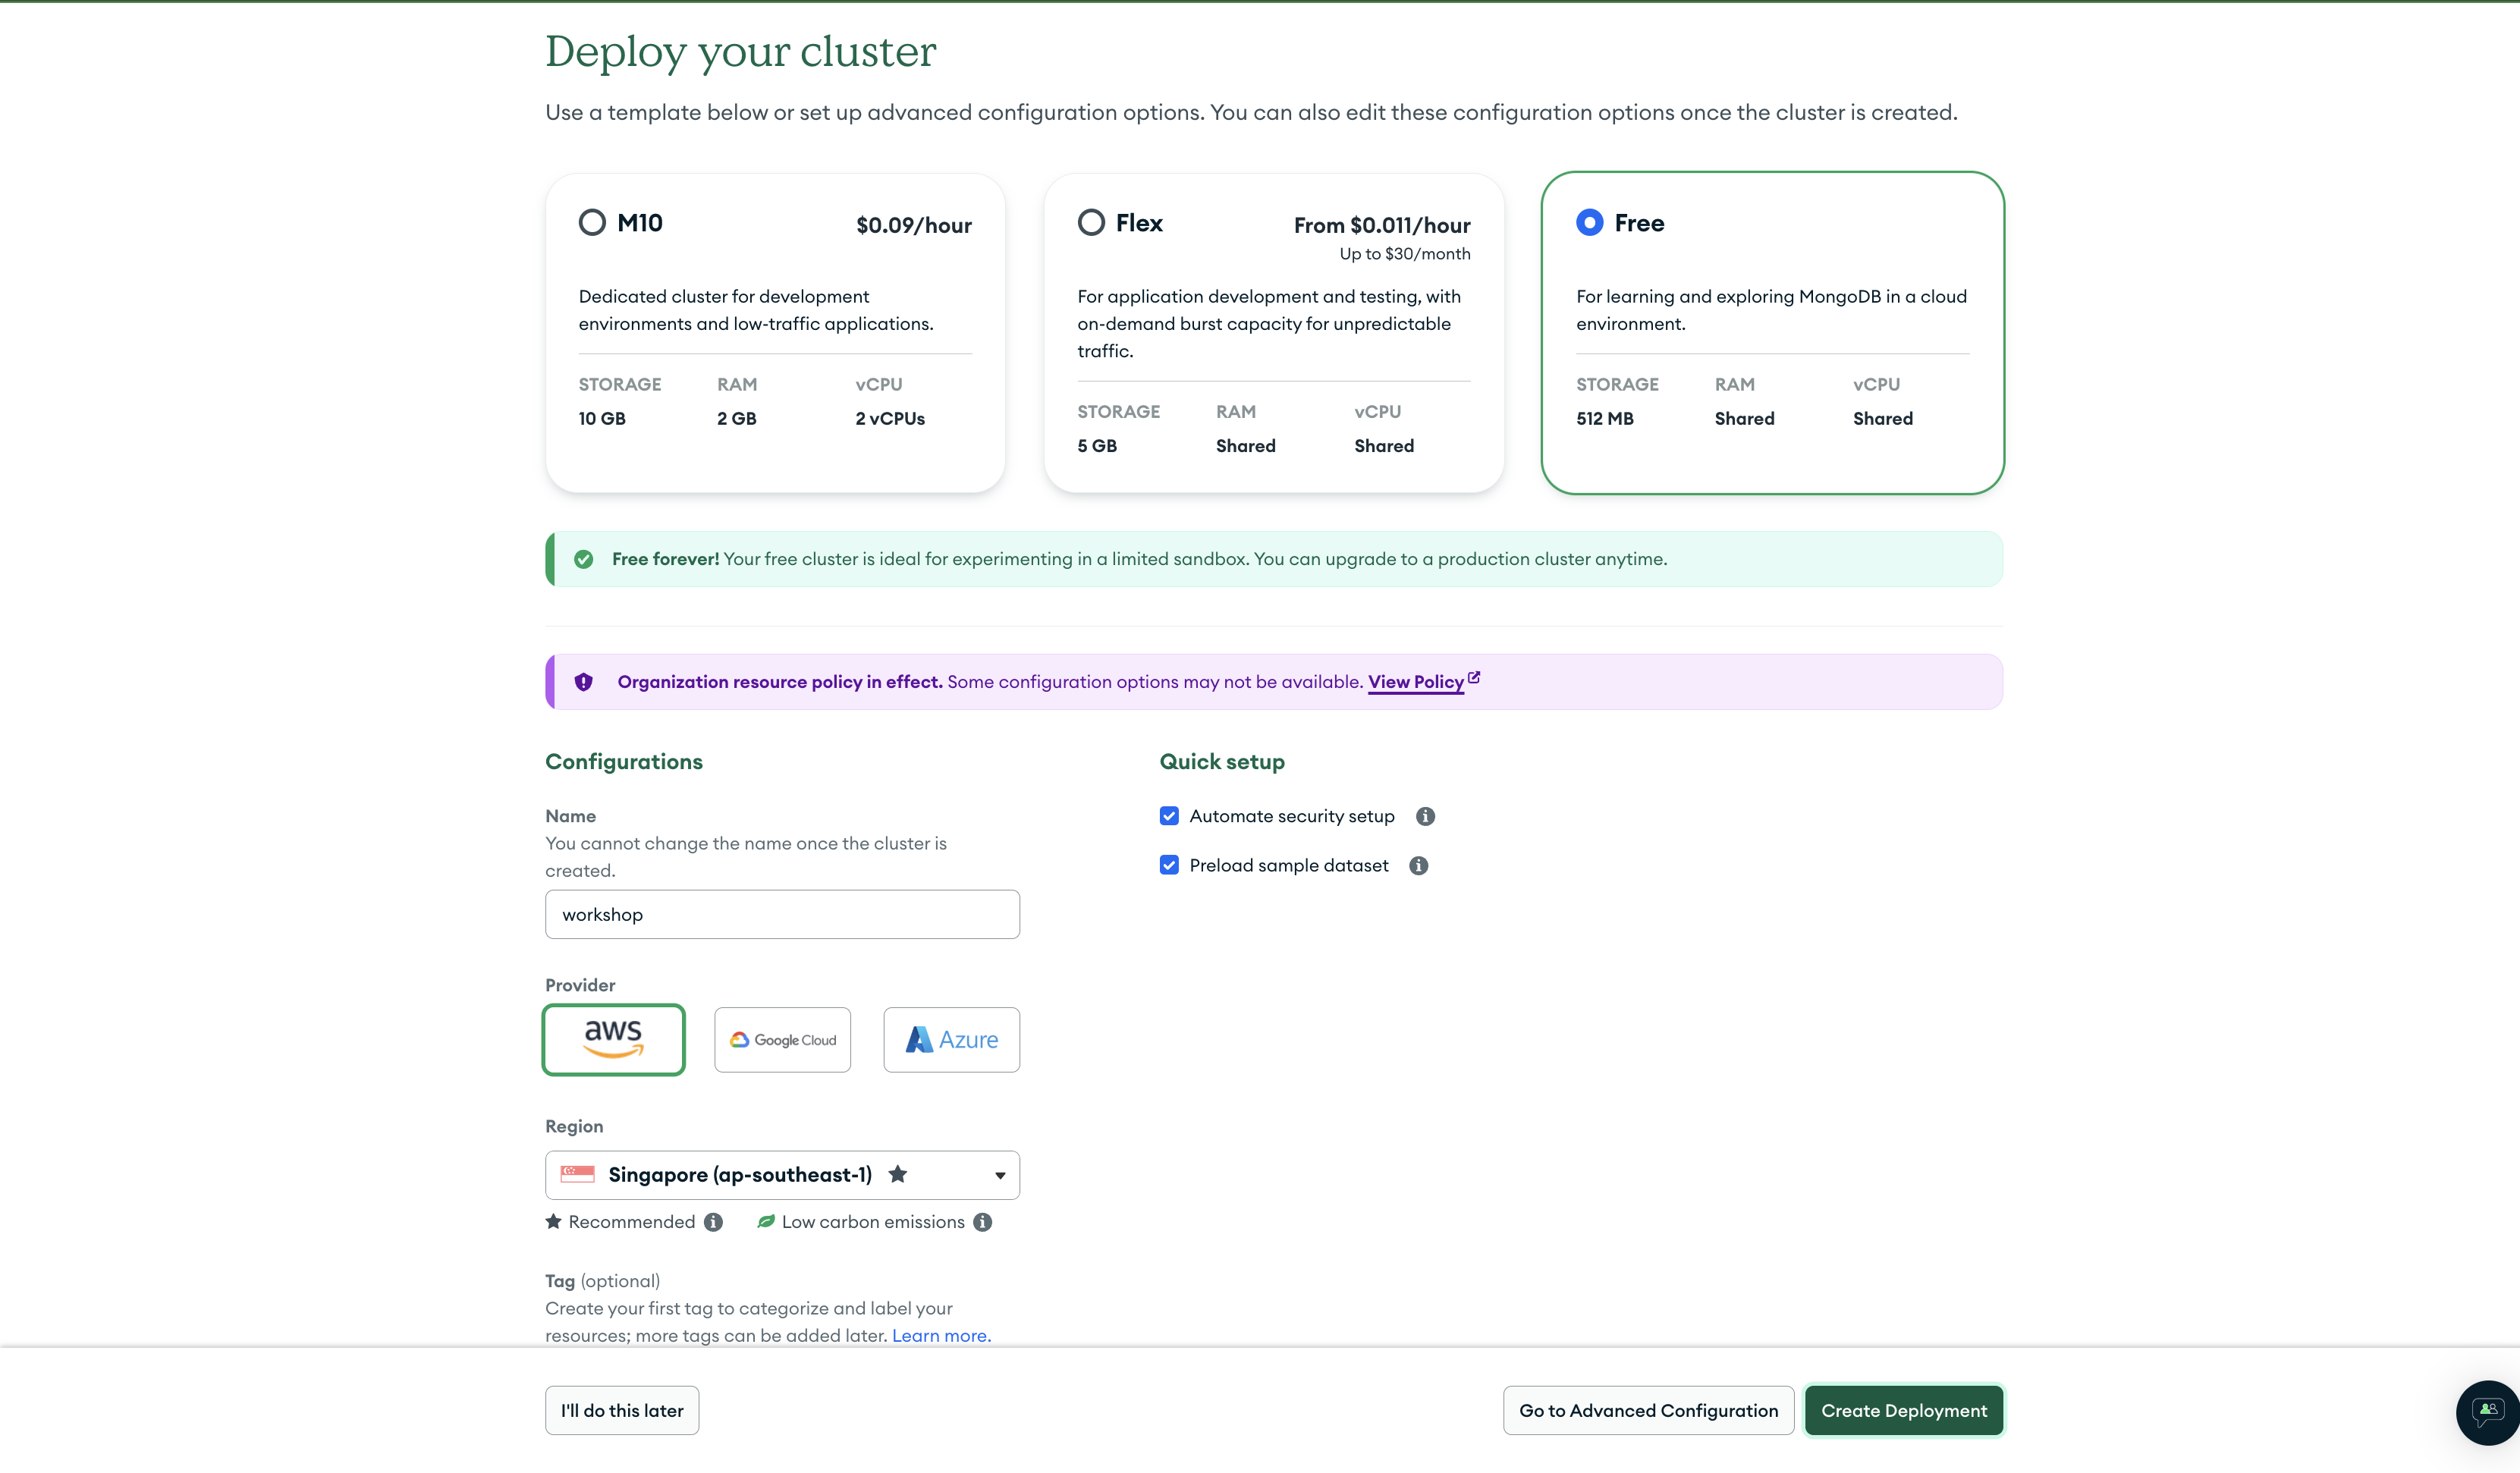 Deploy your cluster
Use a template below or set up advanced configuration options. You can also edit these configuration options once the cluster is created.
M10
$0.09/hour
Dedicated cluster for development
environments and low-traffic applications.
STORAGE RAM vCPU
10 GB 2 GB 2 vCPUs
Flex
From $0.011/hour
Up to $30/month
For application development and testing, with
on-demand burst capacity for unpredictable
traffic.
STORAGE RAM vCPU
5 GB Shared Shared
Free
For learning and exploring MongoDB in a cloud
environment.
STORAGE RAM vCPU
512 MB Shared Shared
Free forever! Your free cluster is ideal for experimenting in a limited sandbox. You can upgrade to a production cluster anytime.
Organization resource policy in effect. Some configuration options may not be available. View Policy
Configurations
Name
You cannot change the name once the cluster is
created.
workshop
Provider
aws Google Cloud Azure
Region
Singapore (ap-southeast-1)
Recommended Low carbon emissions
Tag (optional)
Create your first tag to categorize and label your
resources; more tags can be added later. Learn more.
Quick setup
Automate security setup
Preload sample dataset
I'll do this later
Go to Advanced Configuration
Create Deployment